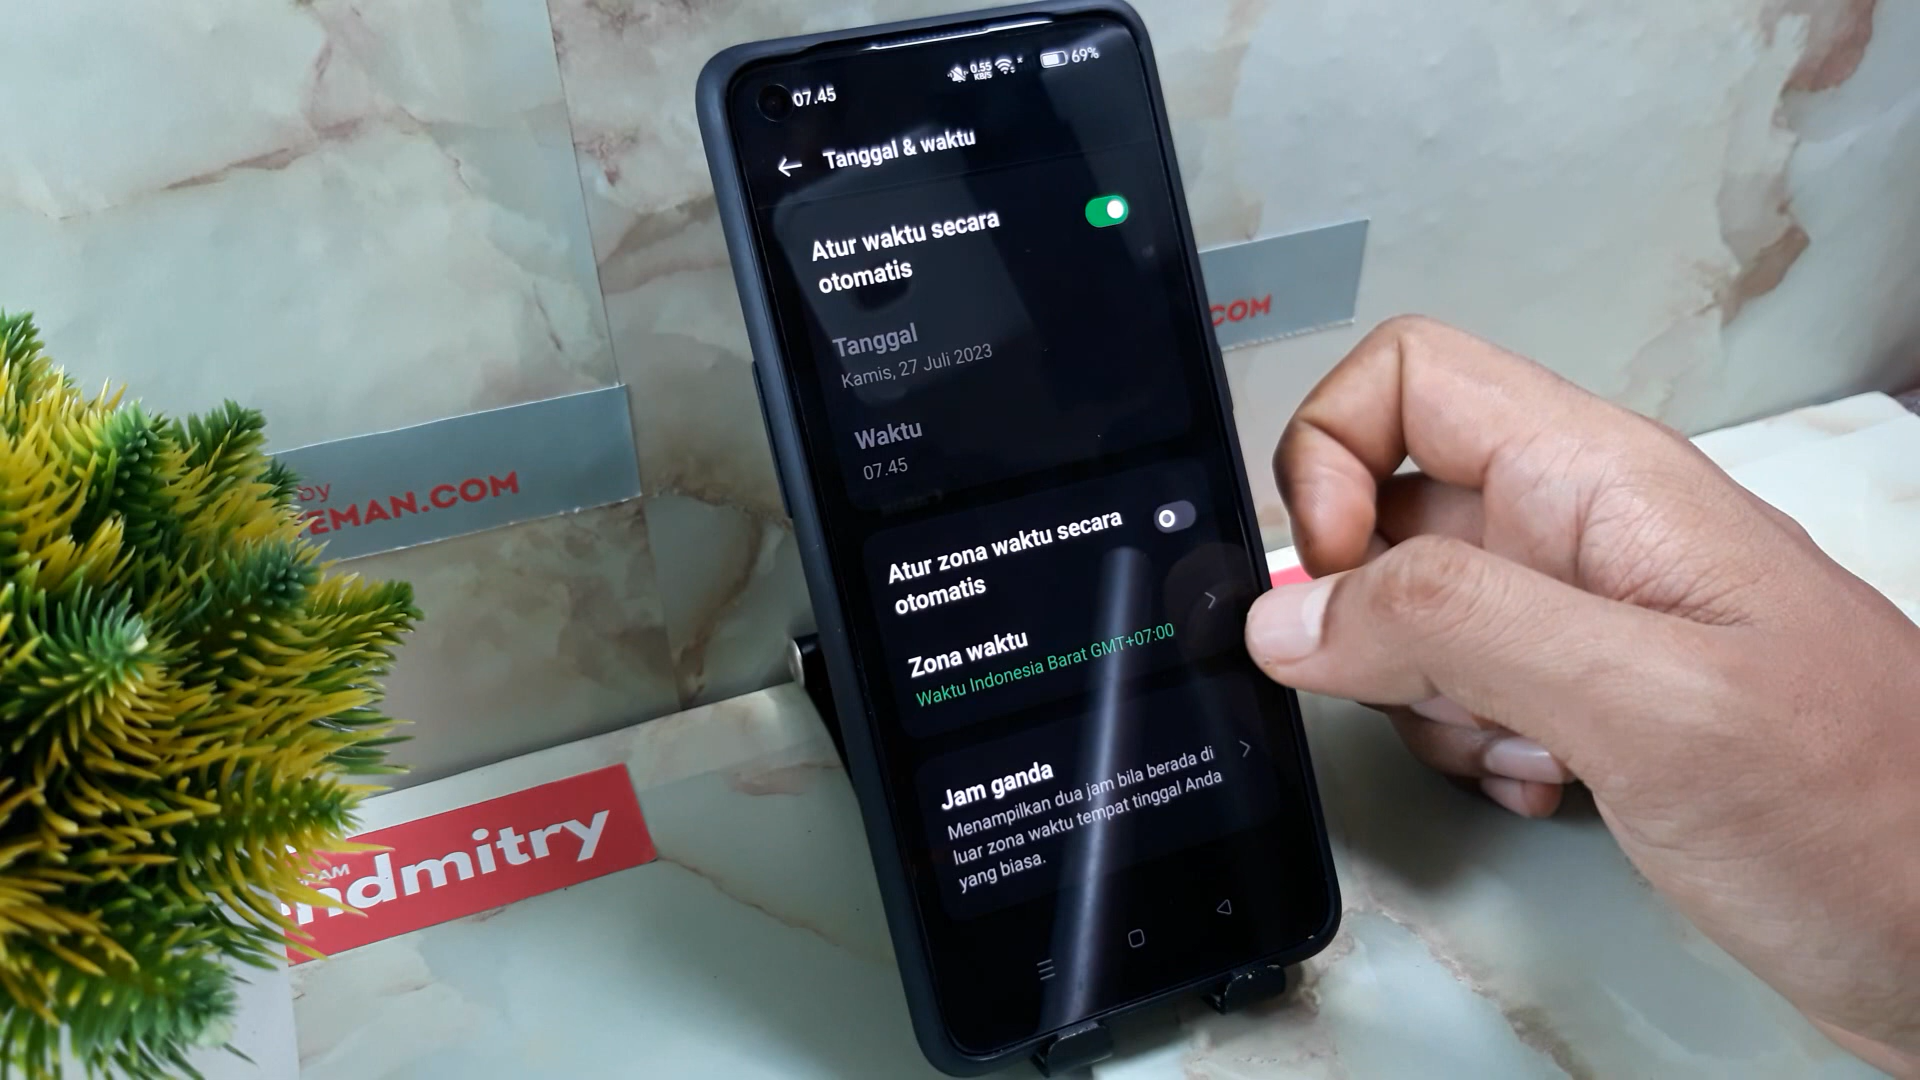 07.45
0.55
KB/S
69%
Tanggal & waktu
Atur waktu secara
otomatis
Tanggal
Kamis, 27 Juli 2023
Waktu
07.45
Atur zona waktu secara
otomatis
Zona waktu
Waktu Indonesia Barat GMT+07:00
Jam ganda
Menampilkan dua jam bila berada di
luar zona waktu tempat tinggal Anda
yang biasa.
by
EMAN.COM
COM
ndmitry